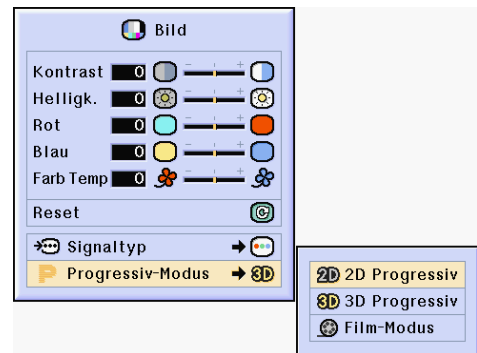 Bild
Kontrast 0
Helligk. 0
Rot 0
Blau 0
Farb Temp 0
Reset
Signaltyp
P Progressiv-Modus 3D
2D 2D Progressiv
3D 3D Progressiv
Film-Modus